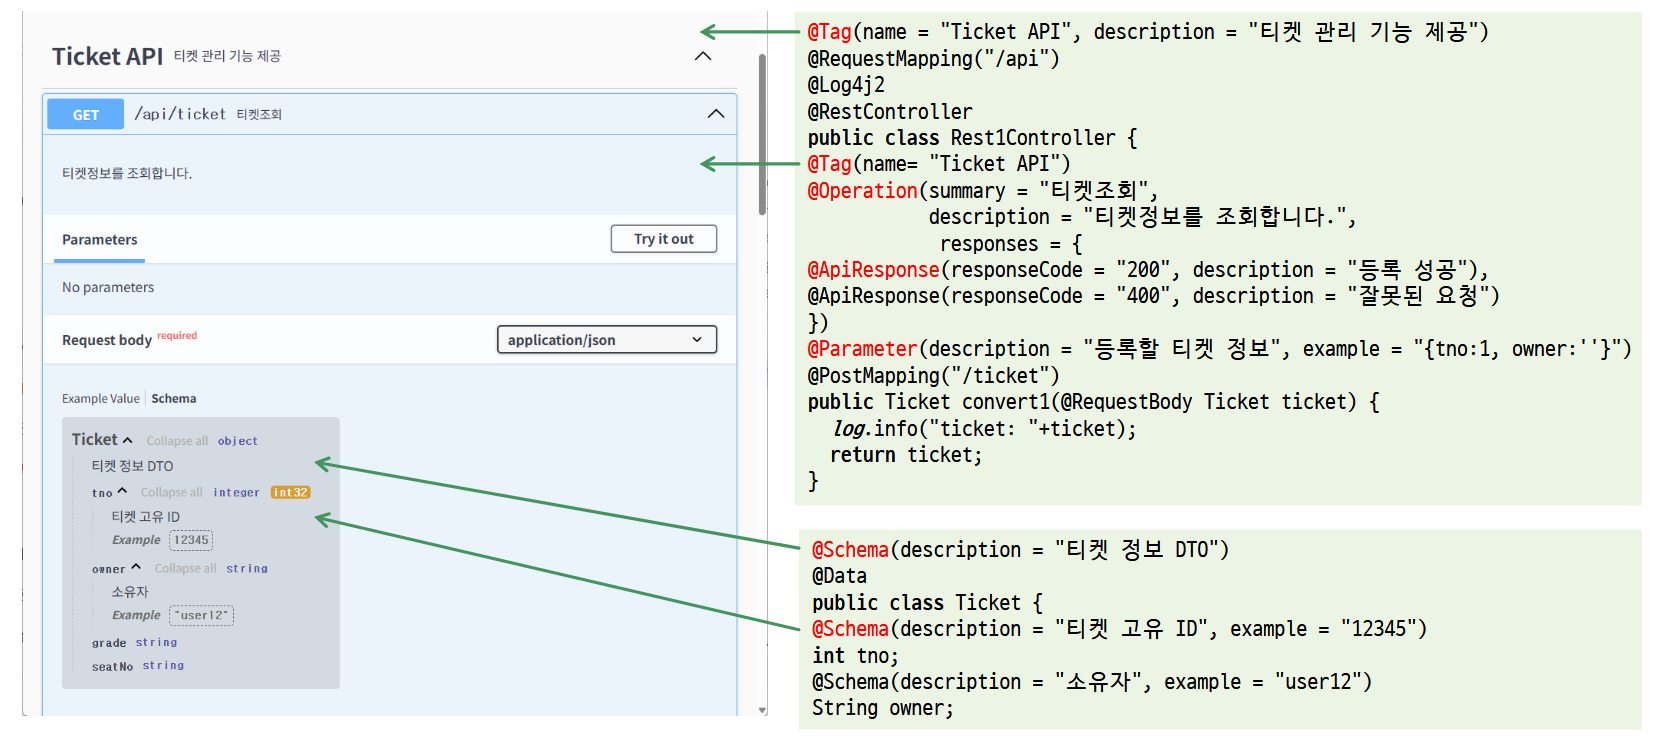 Ticket API 티켓 관리 기능 제공
GET /api/ticket 티켓조회
티켓정보를 조회합니다.
Parameters
Try it out
No parameters
Request body required
application/json
Example Value | Schema
Ticket Collapse all object
티켓 정보 DTO
tno Collapse all integer int32
티켓 고유 ID
Example 12345
owner Collapse all string
소유자
Example "user12"
grade string
seatNo string
@Tag(name = "Ticket API", description = "티켓 관리 기능 제공")
@RequestMapping("/api")
@Log4j2
@RestController
public class Rest1Controller {
@Tag(name= "Ticket API")
@Operation(summary = "티켓조회",
description = "티켓정보를 조회합니다.",
responses = {
@ApiResponse(responseCode = "200", description = "등록 성공"),
@ApiResponse(responseCode = "400", description = "잘못된 요청")
})
@Parameter(description = "등록할 티켓 정보", example = "{tno:1, owner:''}")
@PostMapping("/ticket")
public Ticket convert1(@RequestBody Ticket ticket) {
log.info("ticket: "+ticket);
return ticket;
}
@Schema(description = "티켓 정보 DTO")
@Data
public class Ticket {
@Schema(description = "티켓 고유 ID", example = "12345")
int tno;
@Schema(description = "소유자", example = "user12")
String owner;